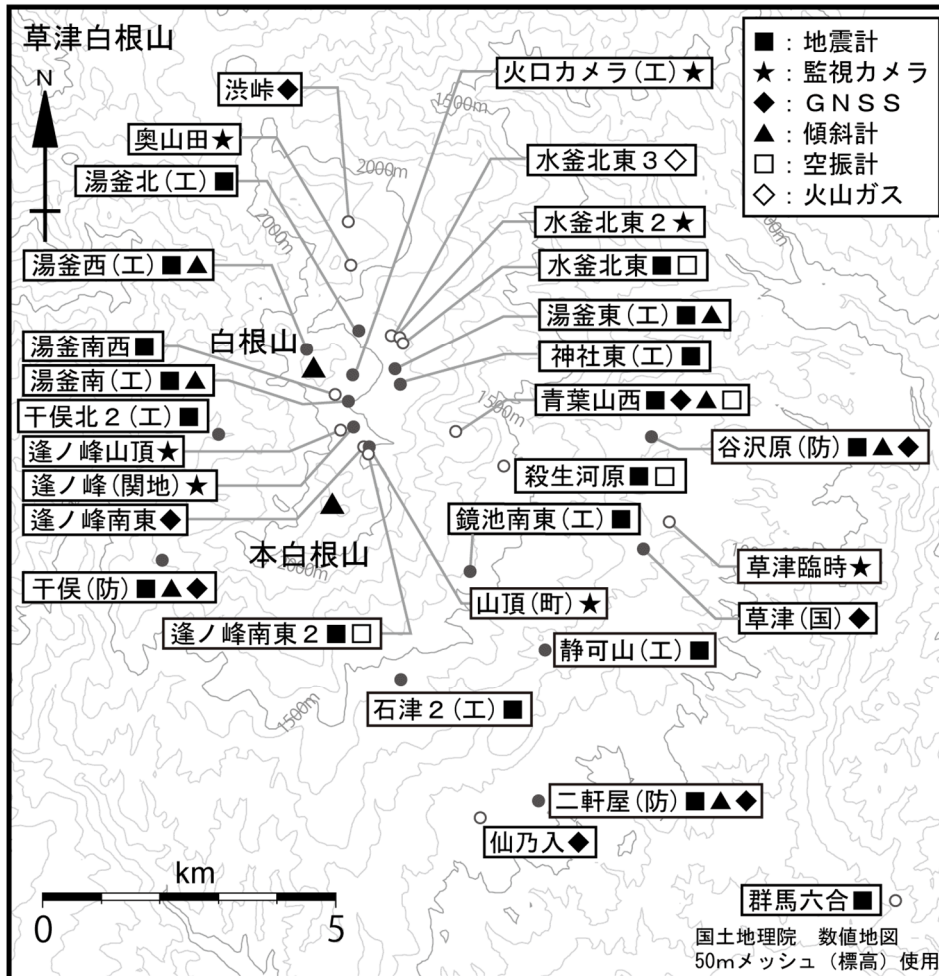 草津白根山
N
■：地震計
★：監視カメラ
◆：ＧＮＳＳ
▲：傾斜計
□：空振計
◇：火山ガス
火口カメラ(工)★
1500m
渋峠◆
奥山田★
2000m
水釜北東３◇
湯釜北(工)■
2000m
水釜北東２★
湯釜西(工)■▲
水釜北東■□
湯釜東(工)■▲
白根山
湯釜南西■
神社東(工)■
湯釜南(工)■▲
1500m
青葉山西■◆▲□
干俣北２(工)■
谷沢原(防)■▲◆
逢ノ峰山頂★
殺生河原■□
逢ノ峰(関地)★
逢ノ峰南東◆
鏡池南東(工)■
本白根山
2000m
草津臨時★
干俣(防)■▲◆
山頂(町)★
草津(国)◆
逢ノ峰南東２■□
静可山(工)■
1500m
石津２(工)■
二軒屋(防)■▲◆
仙乃入◆
km
0 5
群馬六合■
国土地理院　数値地図
50mメッシュ（標高）使用